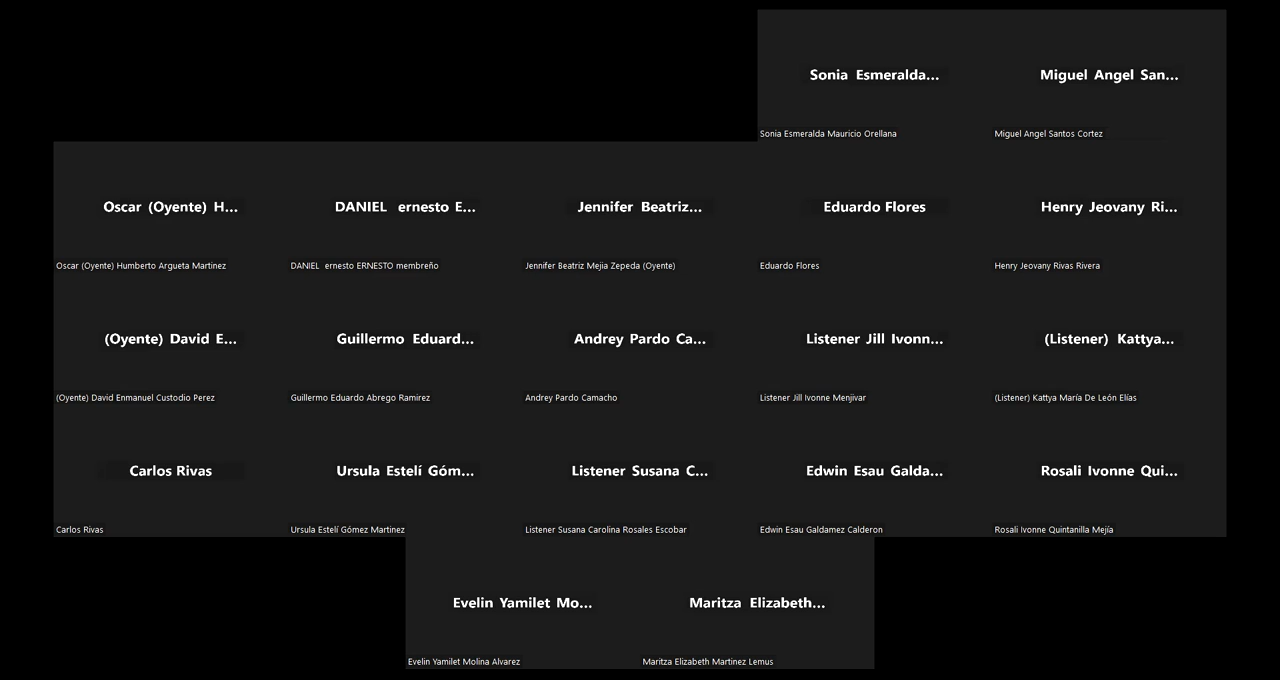 Sonia Esmeralda...
Miguel Angel San...
Sonia Esmeralda Mauricio Orellana
Miguel Angel Santos Cortez
Oscar (Oyente) H...
DANIEL ernesto E...
Jennifer Beatriz...
Eduardo Flores
Henry Jeovany Ri...
Oscar (Oyente) Humberto Argueta Martinez
DANIEL ernesto ERNESTO membreño
Jennifer Beatriz Mejia Zepeda (Oyente)
Eduardo Flores
Henry Jeovany Rivas Rivera
(Oyente) David E...
Guillermo Eduard...
Andrey Pardo Ca...
Listener Jill Ivonn...
(Listener) Kattya...
(Oyente) David Enmanuel Custodio Perez
Guillermo Eduardo Abrego Ramirez
Andrey Pardo Camacho
Listener Jill Ivonne Menjivar
(Listener) Kattya María De León Elías
Carlos Rivas
Ursula Estelí Góm...
Listener Susana C...
Edwin Esau Galda...
Rosali Ivonne Qui...
Carlos Rivas
Ursula Estelí Gómez Martinez
Listener Susana Carolina Rosales Escobar
Edwin Esau Galdamez Calderon
Rosali Ivonne Quintanilla Mejía
Evelin Yamilet Mo...
Maritza Elizabeth...
Evelin Yamilet Molina Alvarez
Maritza Elizabeth Martinez Lemus